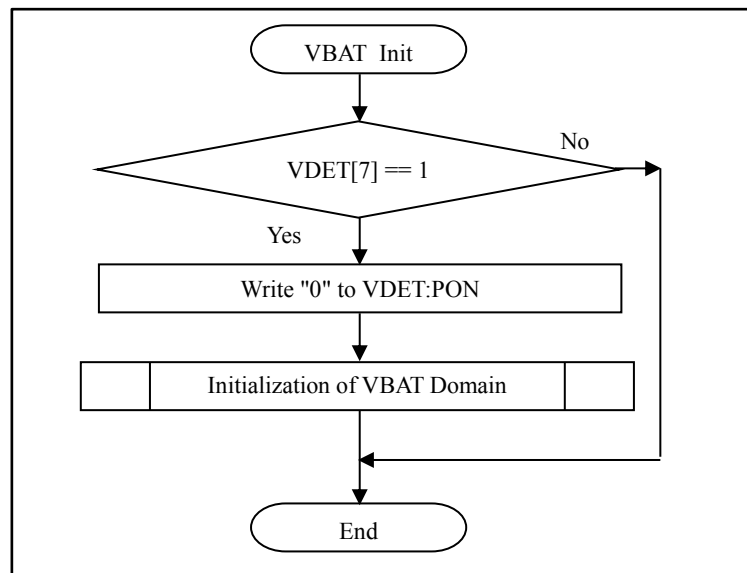 VBAT Init
No
VDET[7] == 1
Yes
Write "0" to VDET:PON
Initialization of VBAT Domain
End